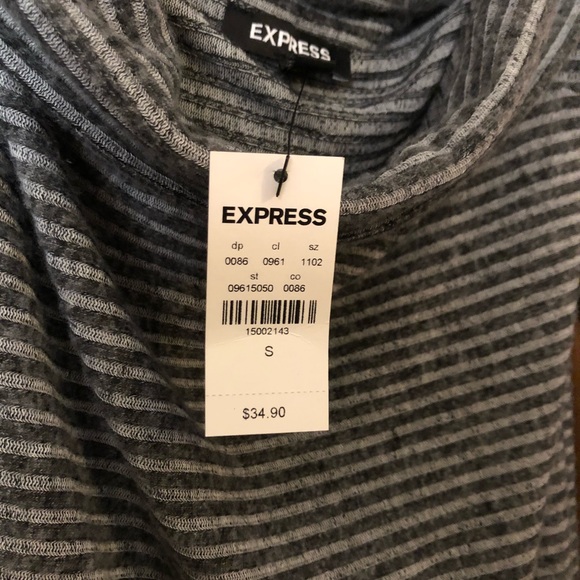 EXPRESS
EXPRESS
dp cl sz
0086 0961 1102
st co
09615050 0086
15002143
S
$34.90